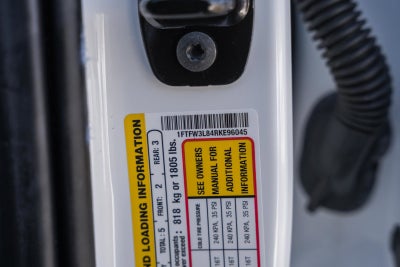 1FTFW3L84RKE96045
ND LOADING INFORMATION
TOTAL: 5 FRONT: 2 REAR: 3
occupants: 818 kg or 1805 lbs.
SEE OWNERS
MANUAL FOR
ADDITIONAL
INFORMATION
COLD TIRE PRESSURE
240 KPA, 35 PSI
240 KPA, 35 PSI
240 KPA, 35 PSI